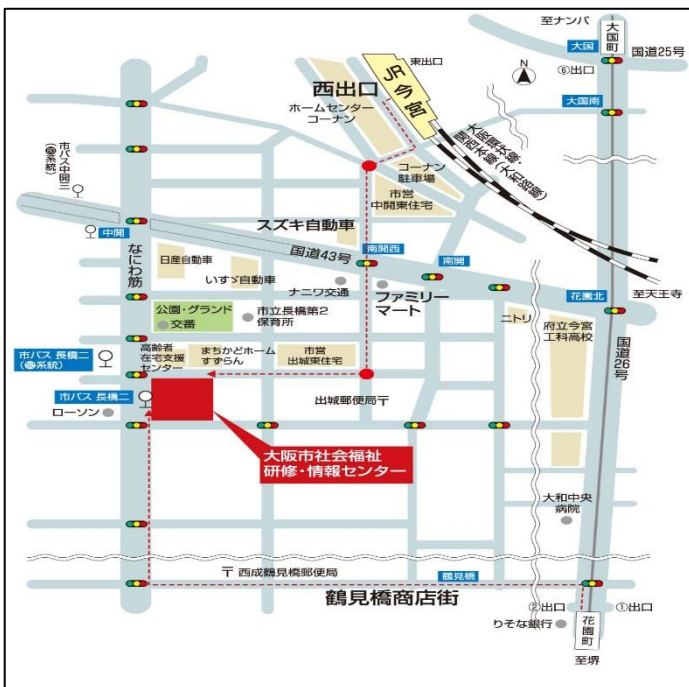 至ナンバ
大国町
大国
国道25号
⑥出口
大国南
東出口
N
JR今宮
西出口
ホームセンター
コーナン
大阪環状線・
関西本線(大和路線)
コーナン
駐車場
市営
中開東住宅
市バス中開三
スズキ自動車
中開
なにわ筋
国道43号
南開西
南開
日産自動車
いすゞ自動車
ナニワ交通
ファミリー
マート
花園北
至天王寺
公園・グランド
交番
市立長橋第2
保育所
ニトリ
府立今宮
工科高校
国道26号
市バス 長橋二
高齢者
在宅支援
センター
まちかどホーム
すずらん
市営
出城東住宅
市バス 長橋二
ローソン
出城郵便局〒
大阪市社会福祉
研修・情報センター
大和中央
病院
〒西成鶴見橋郵便局
鶴見橋
鶴見橋商店街
②出口
①出口
りそな銀行
花園町
至堺